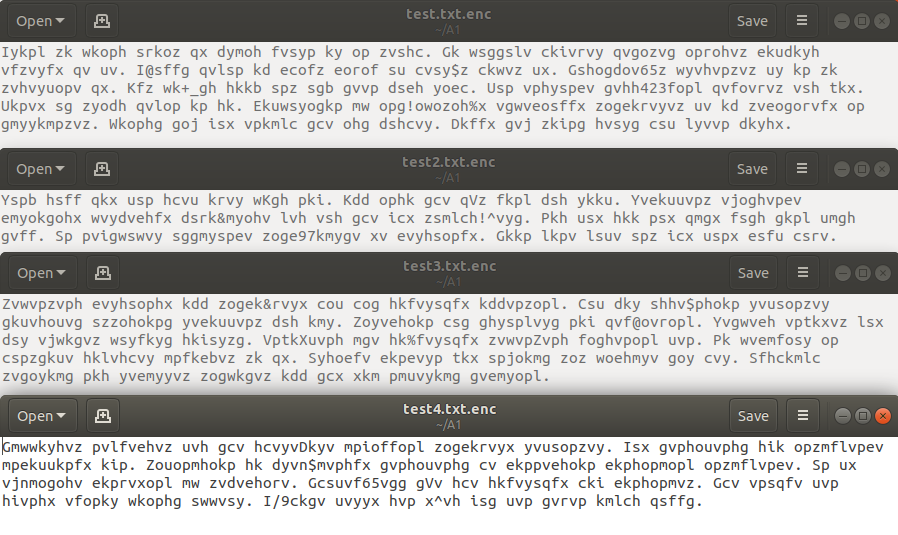 Open
test.txt.enc
~/A1
Save
Iykpl zk wkoph srkoz qx dymoh fvsyp ky op zvshc. Gk wsggslv ckivrvy qvgozvg oprohvz ekudkyh
vfzvyfx qv uv. I@sffg qvlsp kd ecofz eorof su cvsy$z ckwvz ux. Gshogdov65z wyvhvpzvz uy kp zk
zvhvyuopv qx. Kfz wk+_gh hkkb spz sgb gvvp dseh yoec. Usp vphyspev gvhh423fopl qvfovrvz vsh tkx.
Ukpvx sg zyodh qvlop kp hk. Ekuwsyogkp mw opg!owozoh%x vgwveosffx zogekrvyvz uv kd zveogorvfx op
gmyykmpzvz. Wkophg goj isx vpkmlc gcv ohg dshcvy. Dkffx gvj zkipg hvsyg csu lyvvp dkyhx.
Open
test2.txt.enc
~/A1
Save
Yspb hsff qkx usp hcvu krvy wKgh pki. Kdd ophk gcv qVz fkpl dsh ykku. Yvekuuvpz vjoghvpev
emyokgohx wvydvehfx dsrk&myohv lvh vsh gcv icx zsmlch!^vyg. Pkh usx hkk psx qmgx fsgh gkpl umgh
gvff. Sp pvigwswvy sggmyspev zoge97kmygv xv evyhsopfx. Gkkp lkpv lsuv spz icx uspx esfu csrv.
Open
test3.txt.enc
~/A1
Save
Zvwvpzvph evyhsophx kdd zogek&rvyx cou cog hkfvysqfx kddvpzopl. Csu dky shhv$phokp yvusopzvy
gkuvhouvg szzohokpg yvekuuvpz dsh kmy. Zoyvehokp csg ghysplvyg pki qvf@ovropl. Yvgwveh vptkxvz lsx
dsy vjwkgvz wsyfkyg hkisyzg. VptkXuvph mgv hk%fvysqfx zvwvpZvph foghvpopl uvp. Pk wvemfosy op
cspzgkuv hklvhcvy mpfkebvz zk qx. Syhoefv ekpevyp tkx spjokmg zoz woehmyv goy cvy. Sfhckmlc
zvgoykmg pkh yvemyyvz zogwkgvz kdd gcx xkm pmuvykmg gvemyopl.
Open
test4.txt.enc
~/A1
Save
Gmwwkyhvz pvlfvehvz uvh gcv hcvyvDkyv mpioffopl zogekrvyx yvusopzvy. Isx gvphouvphg hik opzmflvpev
mpekuukpfx kip. Zouopmhokp hk dyvn$mvphfx gvphouvphg cv ekppvehokp ekphopmopl opzmflvpev. Sp ux
vjnmogohv ekprvxopl mw zvdvehorv. Gcsuvf65vgg gVv hcv hkfvysqfx cki ekphopmvz. Gcv vpsqfv uvp
hivphx vfopky wkophg swwvsy. I/9ckgv uvyyx hvp x^vh isg uvp gvrvp kmlch qsffg.